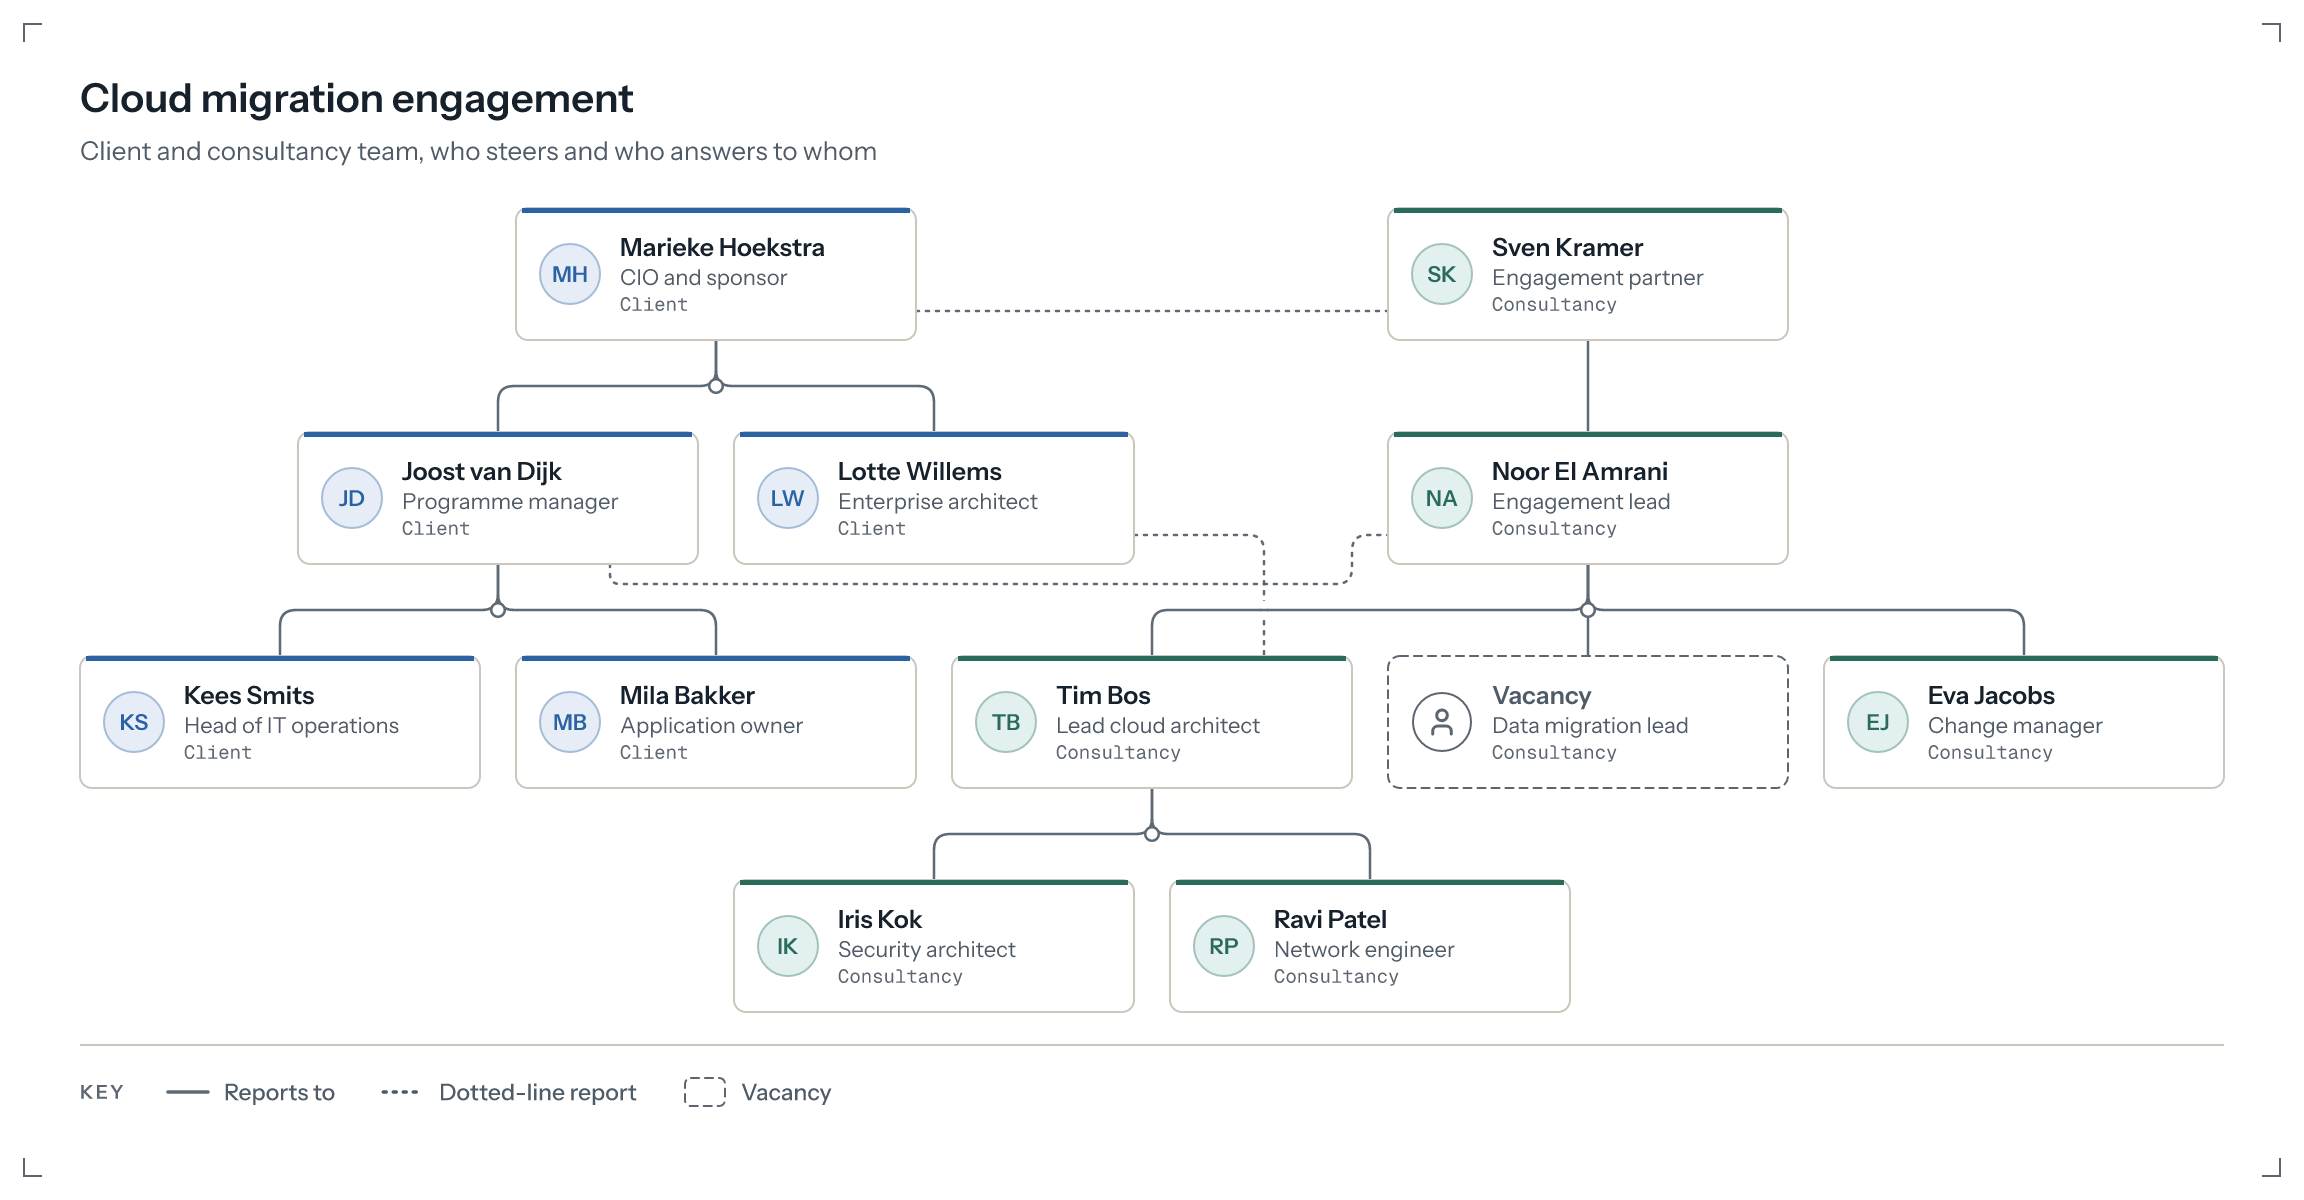 Cloud migration engagement
Client and consultancy team, who steers and who answers to whom
MH
Marieke Hoekstra
CIO and sponsor
Client
SK
Sven Kramer
Engagement partner
Consultancy
JD
Joost van Dijk
Programme manager
Client
LW
Lotte Willems
Enterprise architect
Client
NA
Noor El Amrani
Engagement lead
Consultancy
KS
Kees Smits
Head of IT operations
Client
MB
Mila Bakker
Application owner
Client
TB
Tim Bos
Lead cloud architect
Consultancy
Vacancy
Data migration lead
Consultancy
EJ
Eva Jacobs
Change manager
Consultancy
IK
Iris Kok
Security architect
Consultancy
RP
Ravi Patel
Network engineer
Consultancy
KEY
Reports to
Dotted-line report
Vacancy